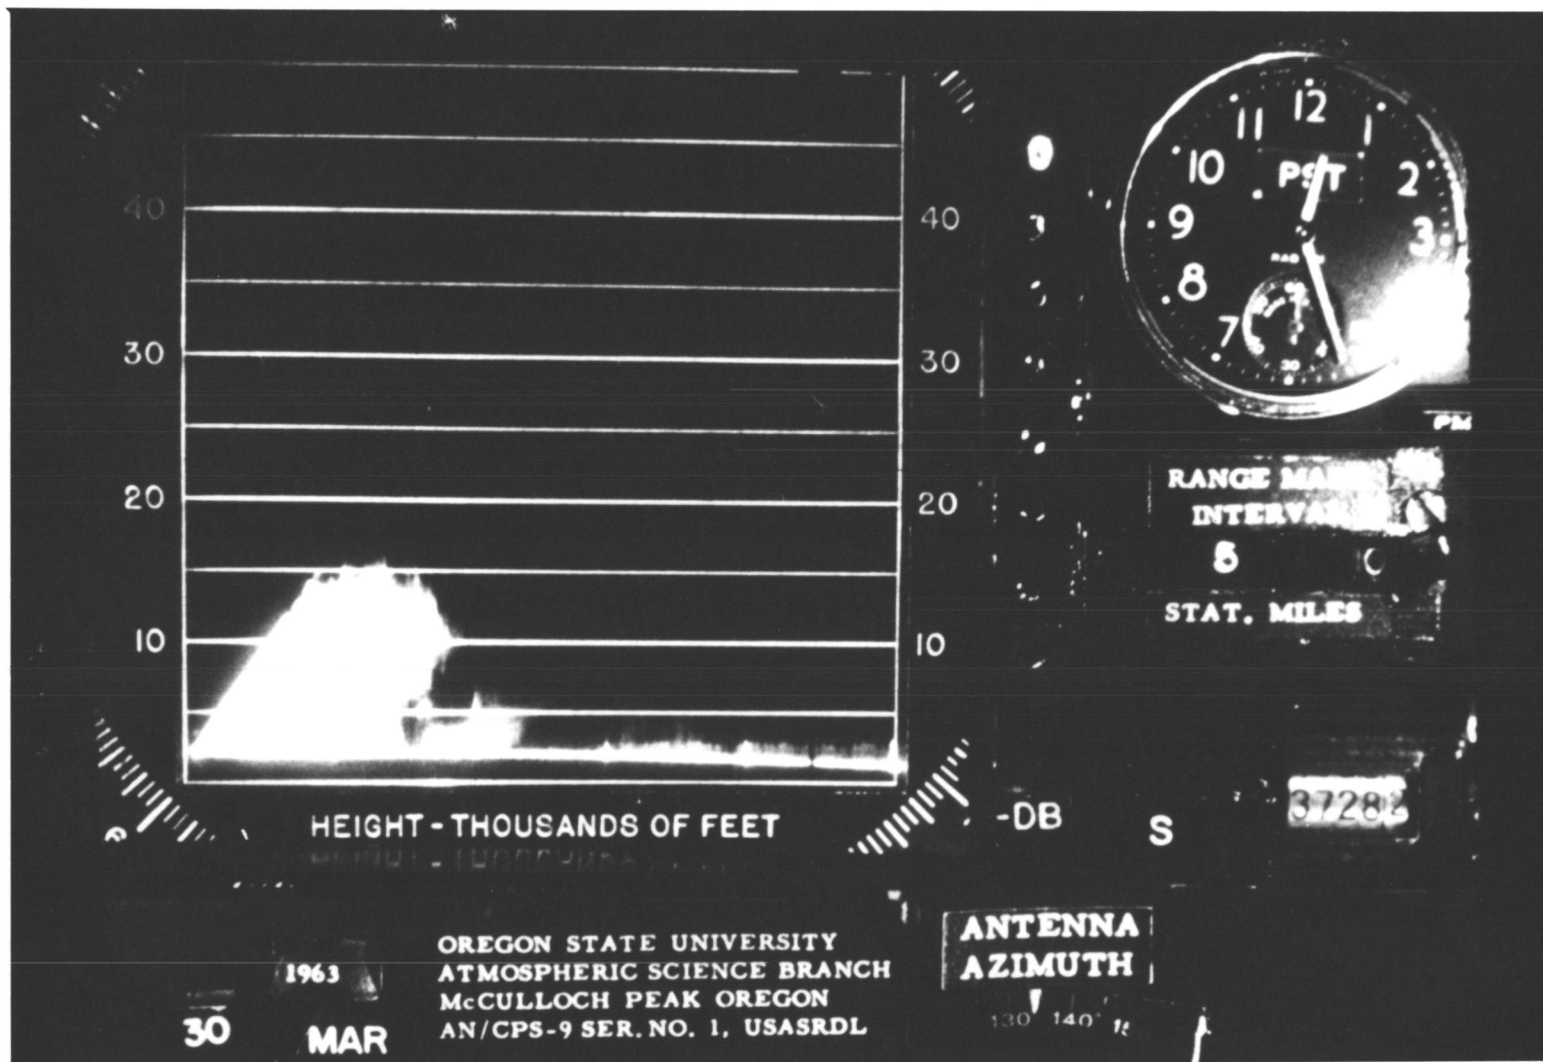 12
11
1
10
PST
2
40
40
9
3
8
30
30
7
PM
RANGE
20
20
INTERVAL
5
STAT. MILES
10
10
HEIGHT - THOUSANDS OF FEET
-DB
S
3728
ANTENNA
AZIMUTH
130° 140°
1963
30
MAR
OREGON STATE UNIVERSITY
ATMOSPHERIC SCIENCE BRANCH
McCULLOCH PEAK OREGON
AN/CPS-9 SER. NO. 1, USASRDL